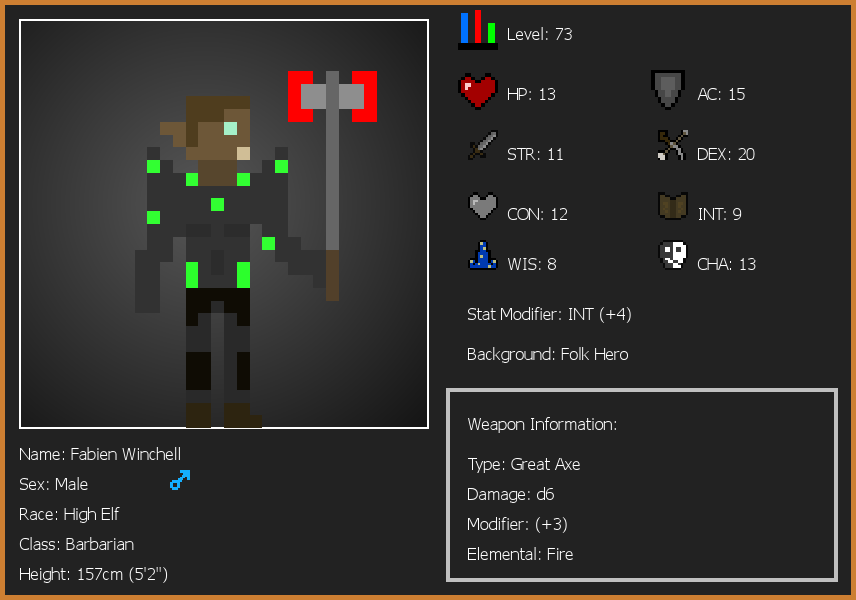 Level: 73
HP: 13
AC: 15
STR: 11
DEX: 20
CON: 12
INT: 9
WIS: 8
CHA: 13
Stat Modifier: INT (+4)
Background: Folk Hero
Weapon Information:
Type: Great Axe
Damage: d6
Modifier: (+3)
Elemental: Fire
Name: Fabien Winchell
Sex: Male
Race: High Elf
Class: Barbarian
Height: 157cm (5'2")